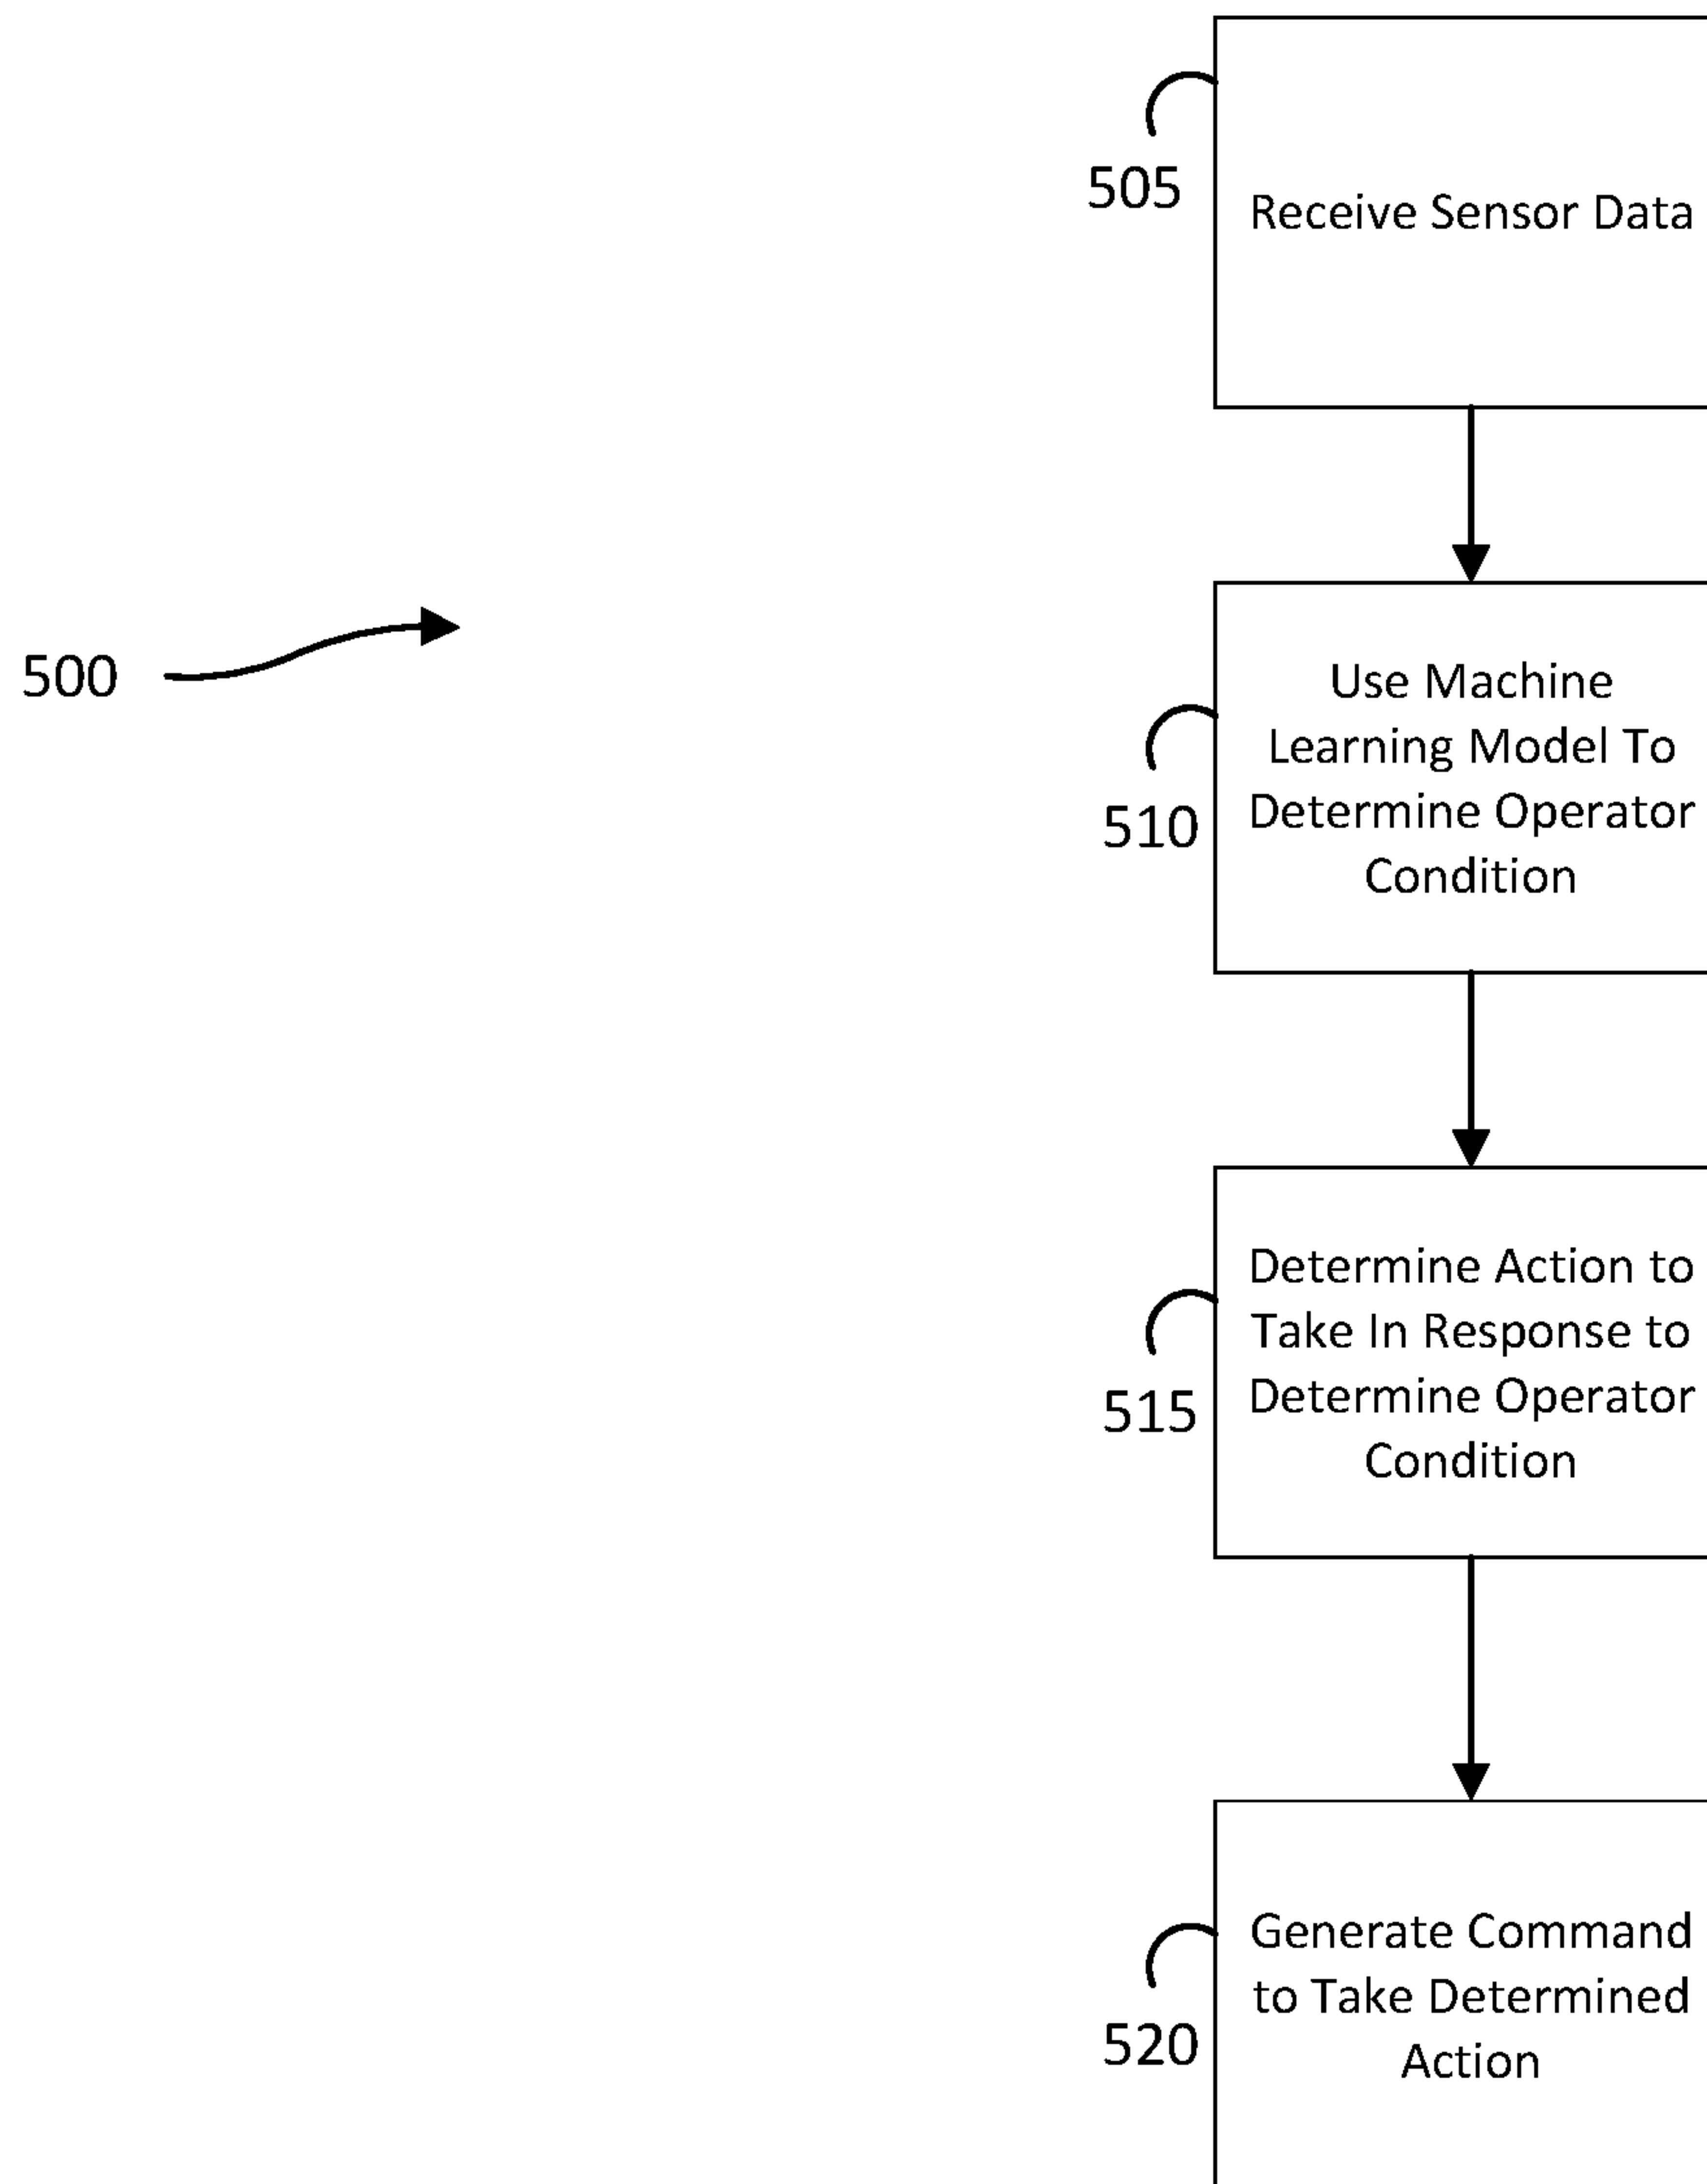 505
Receive Sensor Data
500
Use Machine
Learning Model To
Determine Operator
Condition
510
Determine Action to
Take In Response to
Determine Operator
Condition
515
Generate Command
to Take Determined
Action
520